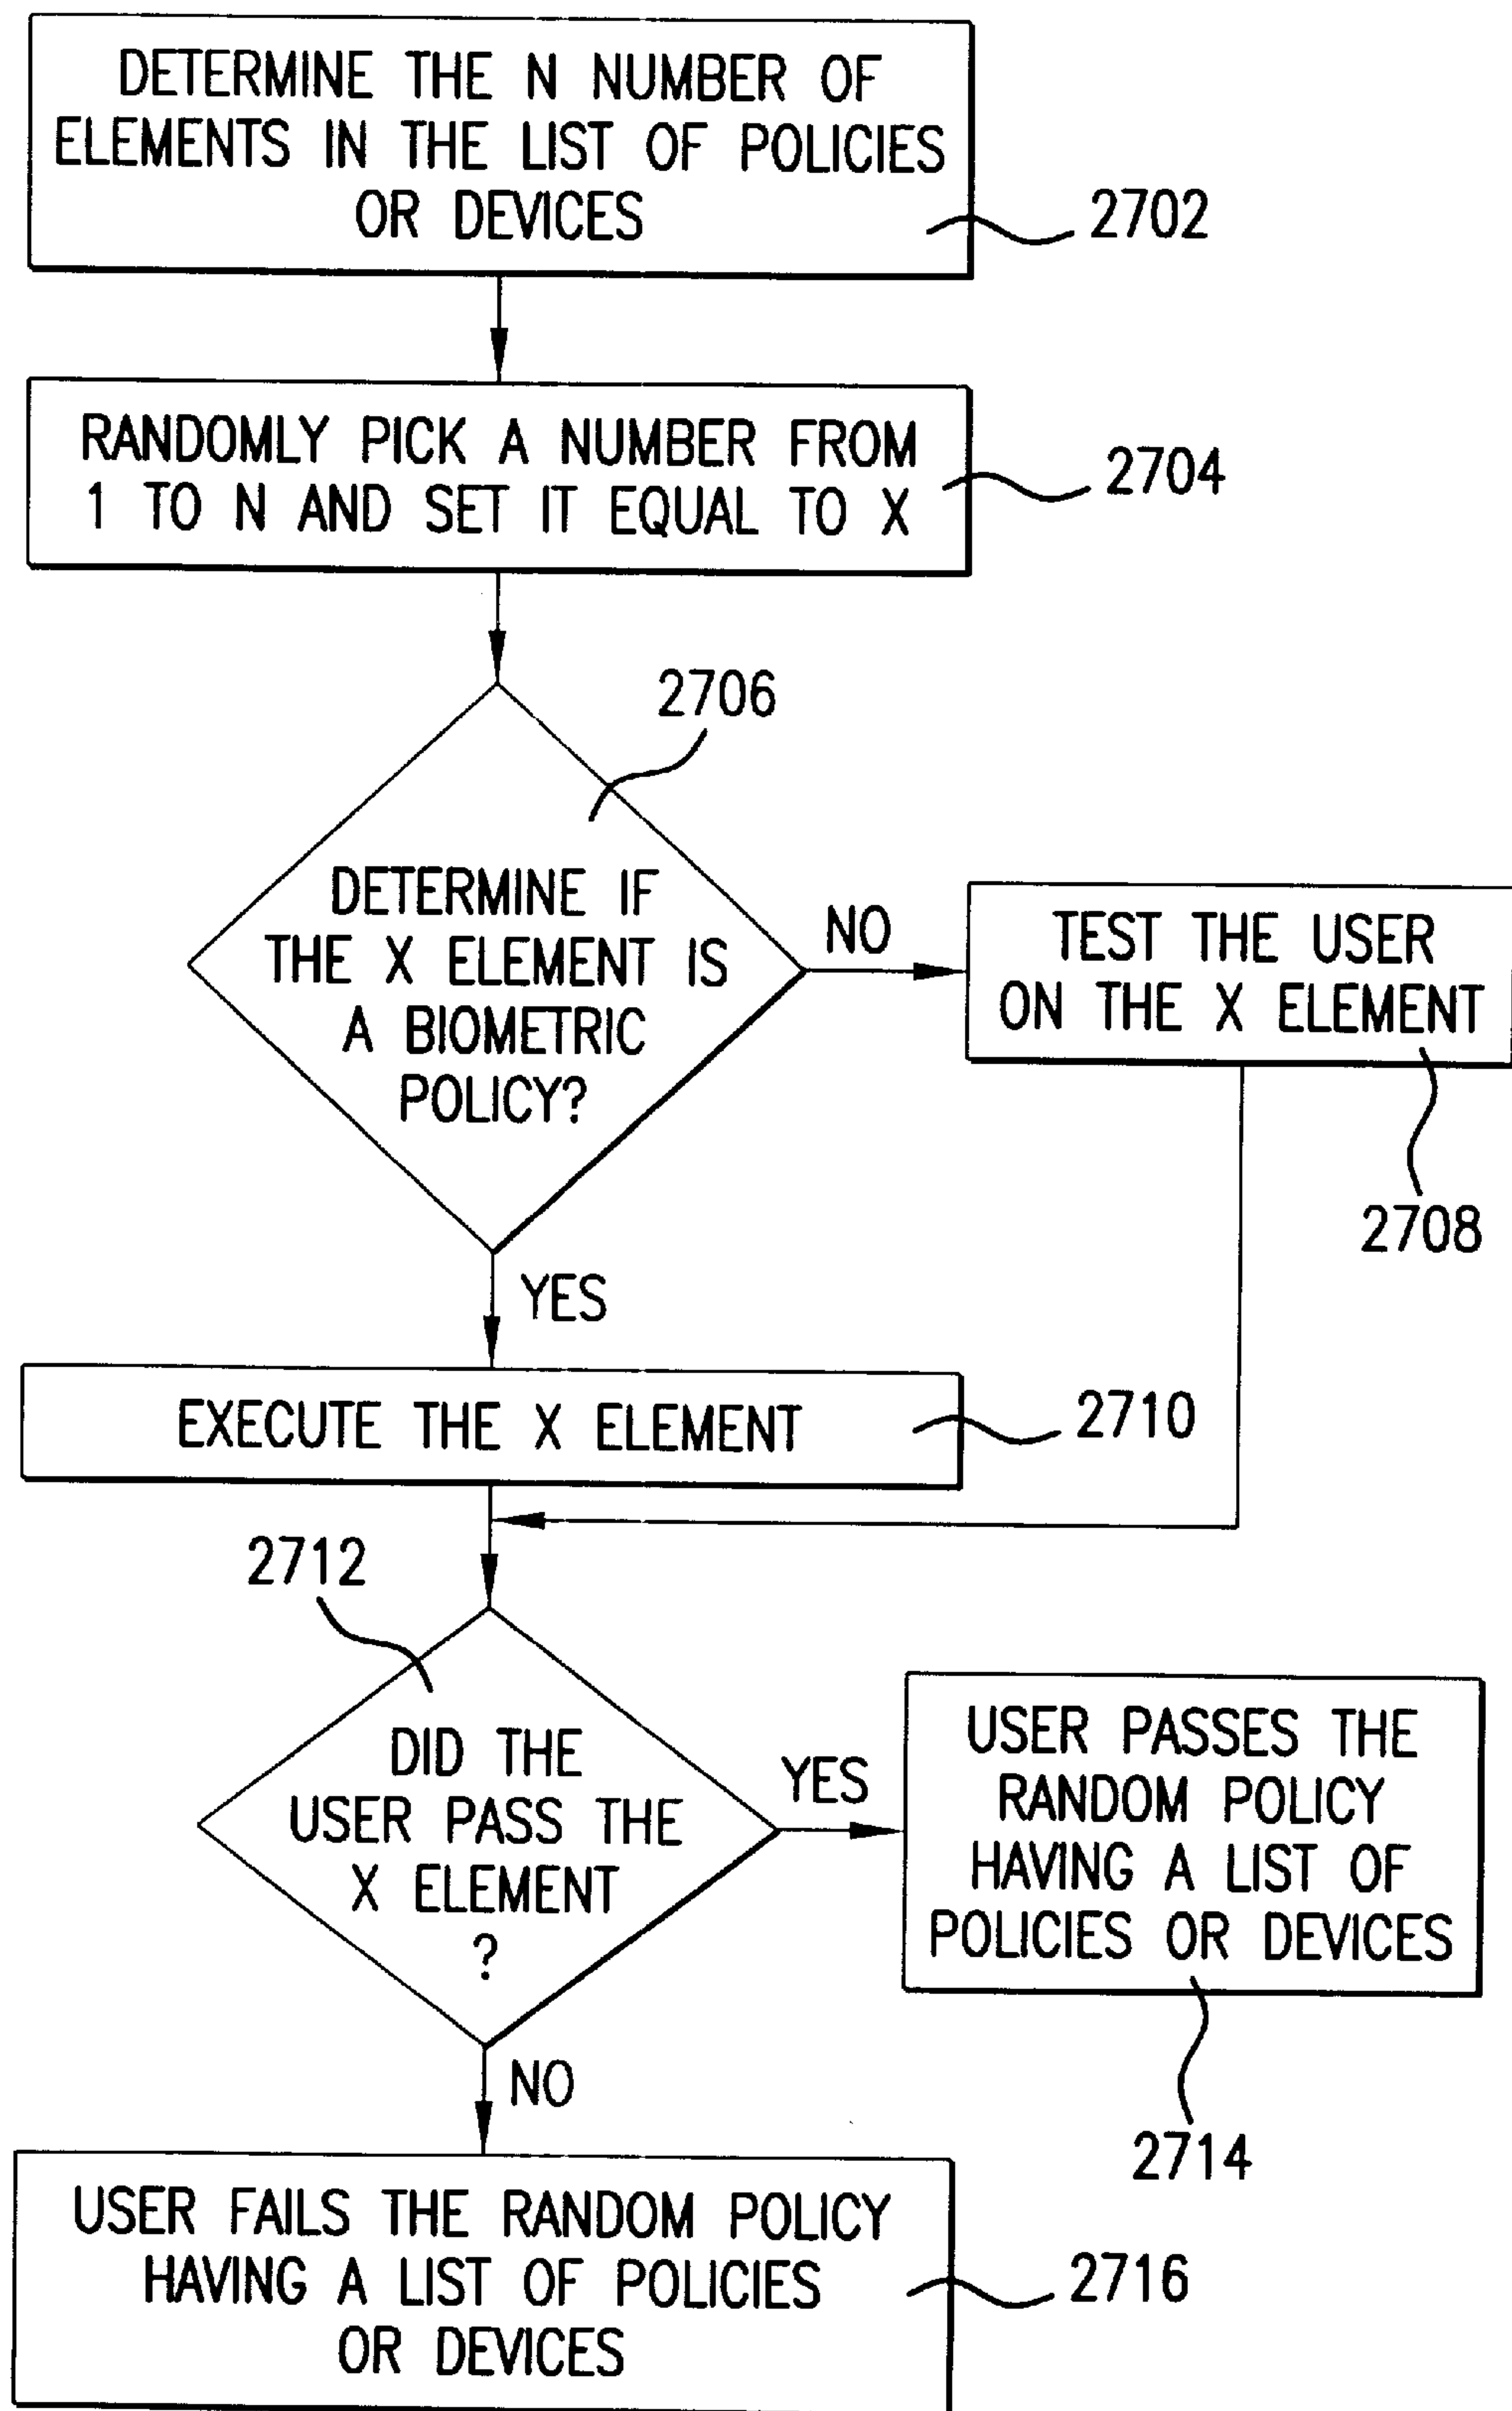 DETERMINE THE N NUMBER OF
ELEMENTS IN THE LIST OF POLICIES
OR DEVICES
2702
RANDOMLY PICK A NUMBER FROM
1 TO N AND SET IT EQUAL TO X
2704
2706
DETERMINE IF
THE X ELEMENT IS
A BIOMETRIC
POLICY?
NO
TEST THE USER
ON THE X ELEMENT
2708
YES
EXECUTE THE X ELEMENT
2710
2712
DID THE
USER PASS THE
X ELEMENT
?
YES
USER PASSES THE
RANDOM POLICY
HAVING A LIST OF
POLICIES OR DEVICES
2714
NO
USER FAILS THE RANDOM POLICY
HAVING A LIST OF POLICIES
OR DEVICES
2716